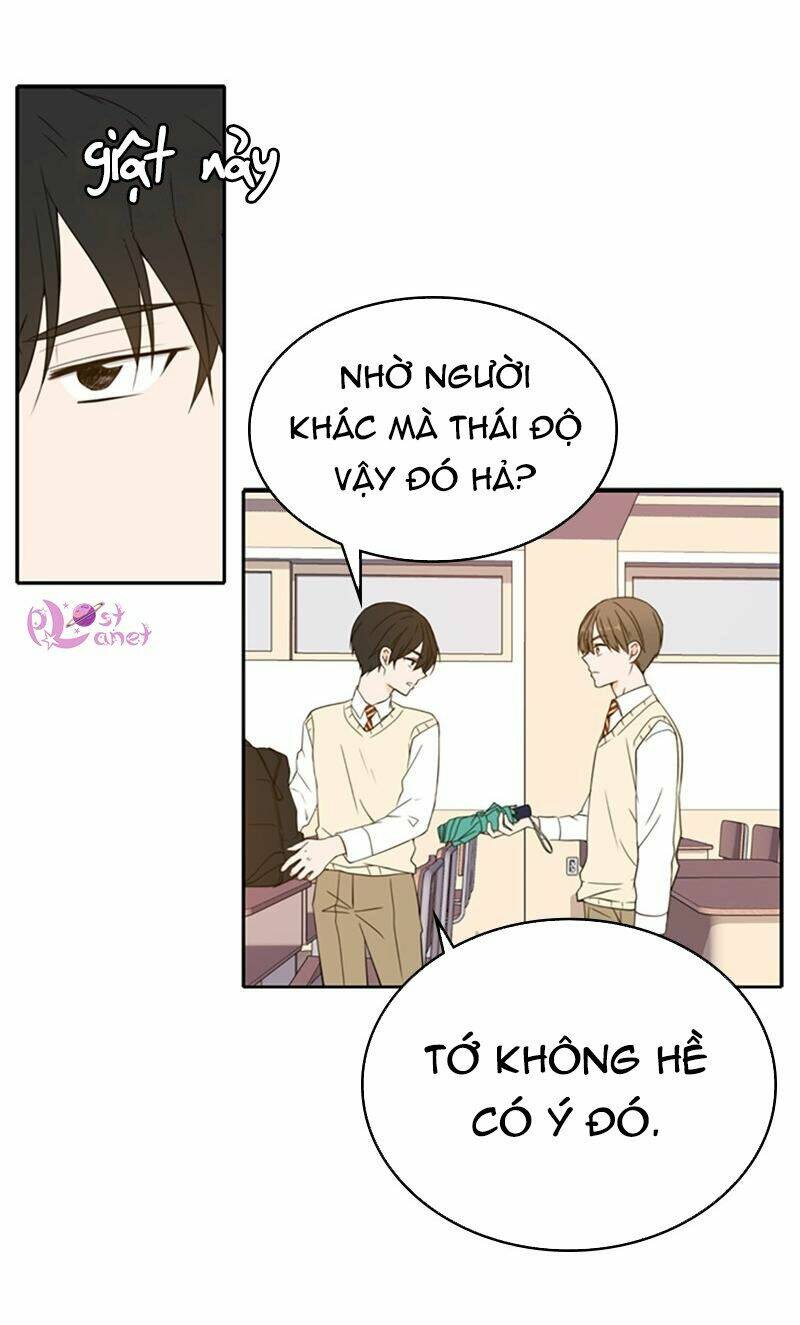 giật nảy
NHỜ NGƯỜI
KHÁC MÀ THÁI ĐỘ
VẬY ĐÓ HẢ?
Lost
Planet
TỚ KHÔNG HỀ
CÓ Ý ĐÓ.